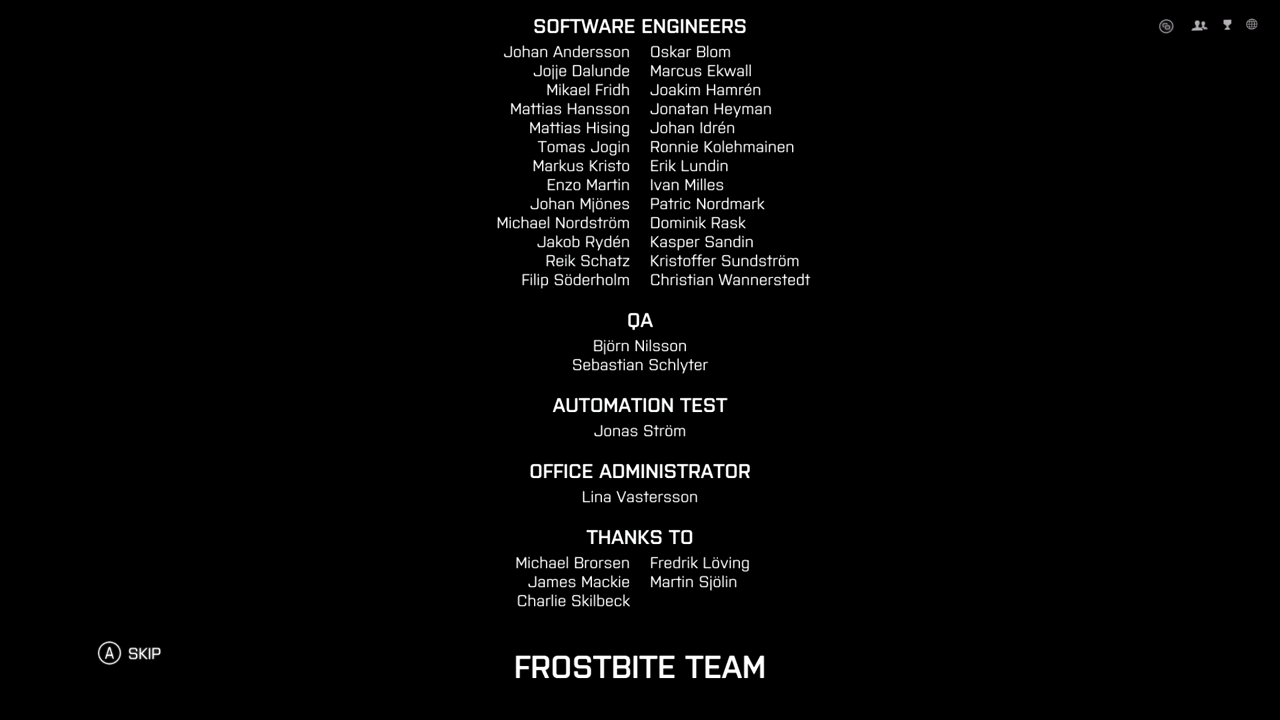 SOFTWARE ENGINEERS
Johan Andersson Oskar Blom
Jojje Dalunde Marcus Ekwall
Mikael Fridh Joakim Hamrén
Mattias Hansson Jonatan Heyman
Mattias Hising Johan Idrén
Tomas Jogin Ronnie Kolehmainen
Markus Kristo Erik Lundin
Enzo Martin Ivan Milles
Johan Mjönes Patric Nordmark
Michael Nordström Dominik Rask
Jakob Rydén Kasper Sandin
Reik Schatz Kristoffer Sundström
Filip Söderholm Christian Wannerstedt
QA
Björn Nilsson
Sebastian Schlyter
AUTOMATION TEST
Jonas Ström
OFFICE ADMINISTRATOR
Lina Vastersson
THANKS TO
Michael Brorsen Fredrik Löving
James Mackie Martin Sjölin
Charlie Skilbeck
A SKIP
FROSTBITE TEAM